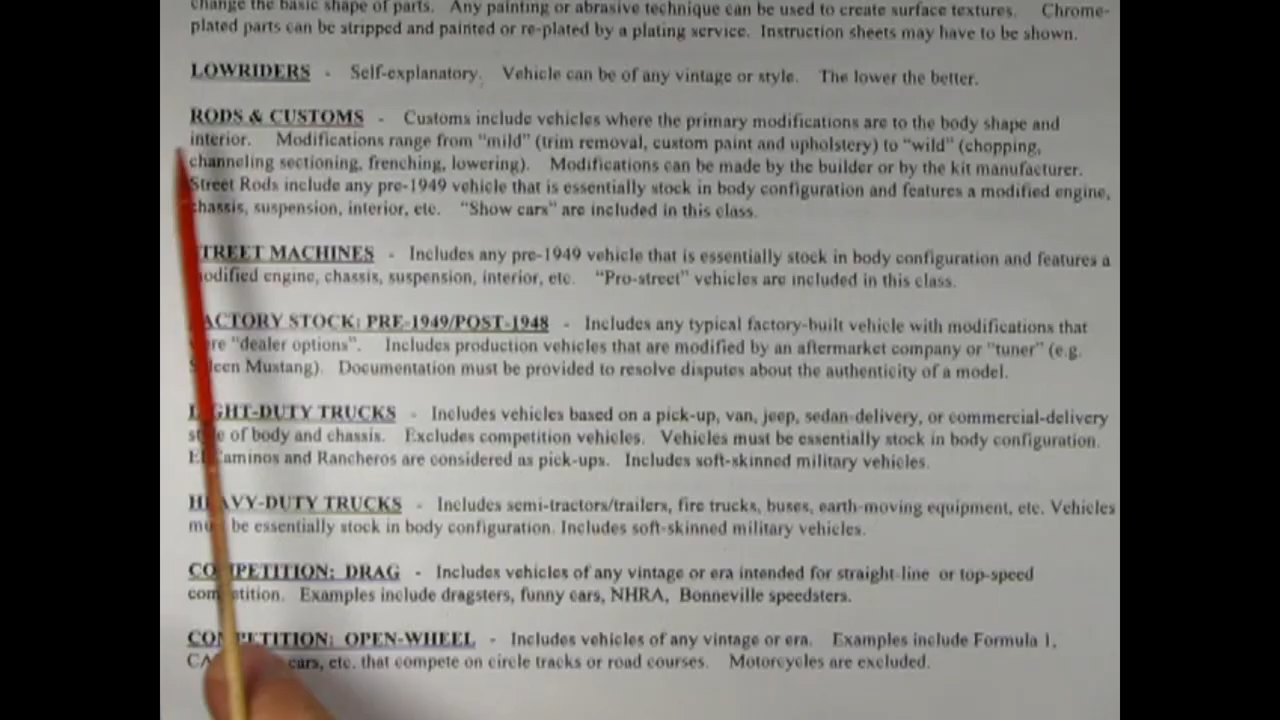 change the basic shape of parts. Any painting or abrasive technique can be used to create surface textures. Chrome-
plated parts can be stripped and painted or re-plated by a plating service. Instruction sheets may have to be shown.
LOWRIDERS - Self-explanatory. Vehicle can be of any vintage or style. The lower the better.
RODS & CUSTOMS - Customs include vehicles where the primary modifications are to the body shape and
interior. Modifications range from "mild" (trim removal, custom paint and upholstery) to "wild" (chopping,
channeling sectioning, frenching, lowering). Modifications can be made by the builder or by the kit manufacturer.
Street Rods include any pre-1949 vehicle that is essentially stock in body configuration and features a modified engine,
chassis, suspension, interior, etc. "Show cars" are included in this class.
STREET MACHINES - Includes any pre-1949 vehicle that is essentially stock in body configuration and features a
modified engine, chassis, suspension, interior, etc. "Pro-street" vehicles are included in this class.
FACTORY STOCK: PRE-1949/POST-1948 - Includes any typical factory-built vehicle with modifications that
were "dealer options". Includes production vehicles that are modified by an aftermarket company or "tuner" (e.g.
Saleen Mustang). Documentation must be provided to resolve disputes about the authenticity of a model.
LIGHT-DUTY TRUCKS - Includes vehicles based on a pick-up, van, jeep, sedan-delivery, or commercial-delivery
style of body and chassis. Excludes competition vehicles. Vehicles must be essentially stock in body configuration.
El Caminos and Rancheros are considered as pick-ups. Includes soft-skinned military vehicles.
HEAVY-DUTY TRUCKS - Includes semi-tractors/trailers, fire trucks, buses, earth-moving equipment, etc. Vehicles
must be essentially stock in body configuration. Includes soft-skinned military vehicles.
COMPETITION: DRAG - Includes vehicles of any vintage or era intended for straight-line or top-speed
competition. Examples include dragsters, funny cars, NHRA, Bonneville speedsters.
COMPETITION: OPEN-WHEEL - Includes vehicles of any vintage or era. Examples include Formula 1,
cars, etc. that compete on circle tracks or road courses. Motorcycles are excluded.